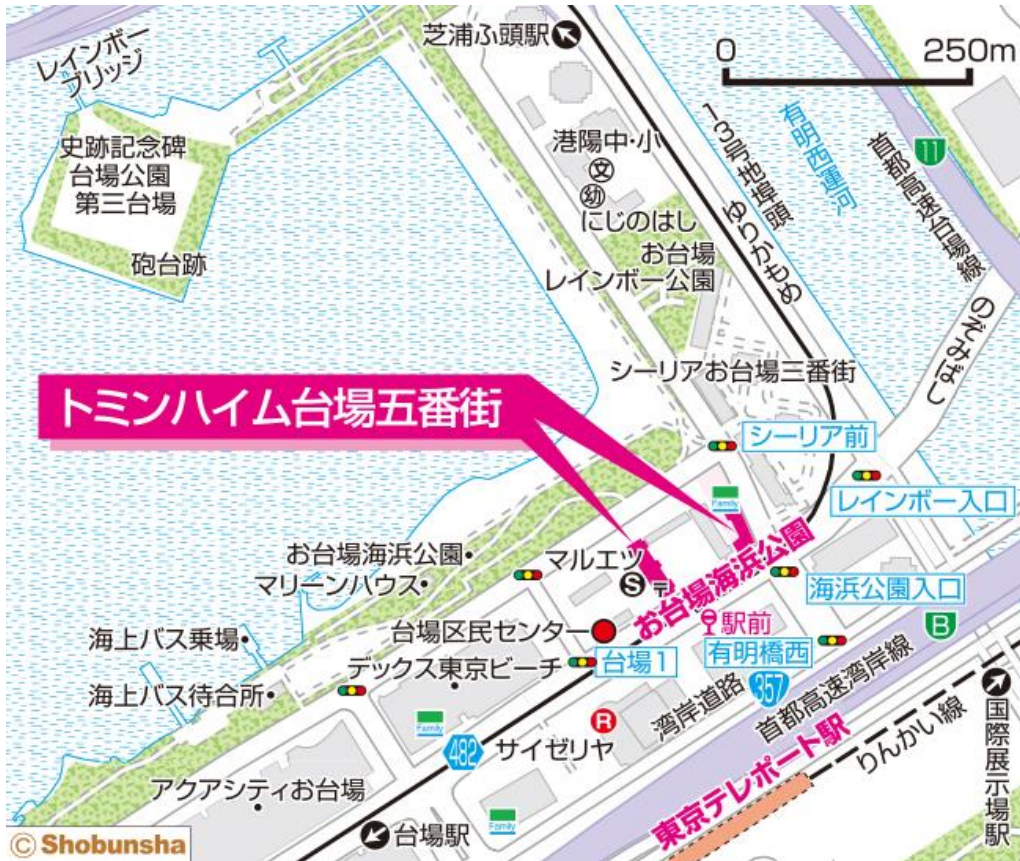 芝浦ふ頭駅
0 250m
レインボー
ブリッジ
史跡記念碑
台場公園
第三台場
砲台跡
港陽中・小
文
幼
にじのはし
お台場
レインボー公園
13号地埠頭
ゆりかもめ
有明西運河
首都高速台場線
11
のぞみばし
シーリアお台場三番街
トミンハイム台場五番街
シーリア前
レインボー入口
Family
お台場海浜公園
マリーンハウス
マルエツ
S
〒
お台場海浜公園
海浜公園入口
駅前
B
海上バス乗場
台場区民センター
台場1
有明橋西
デックス東京ビーチ
海上バス待合所
湾岸道路
357
首都高速湾岸線
Family
482
R
サイゼリヤ
東京テレポート駅
りんかい線
国際展示場駅
アクアシティお台場
Family
台場駅
© Shobunsha